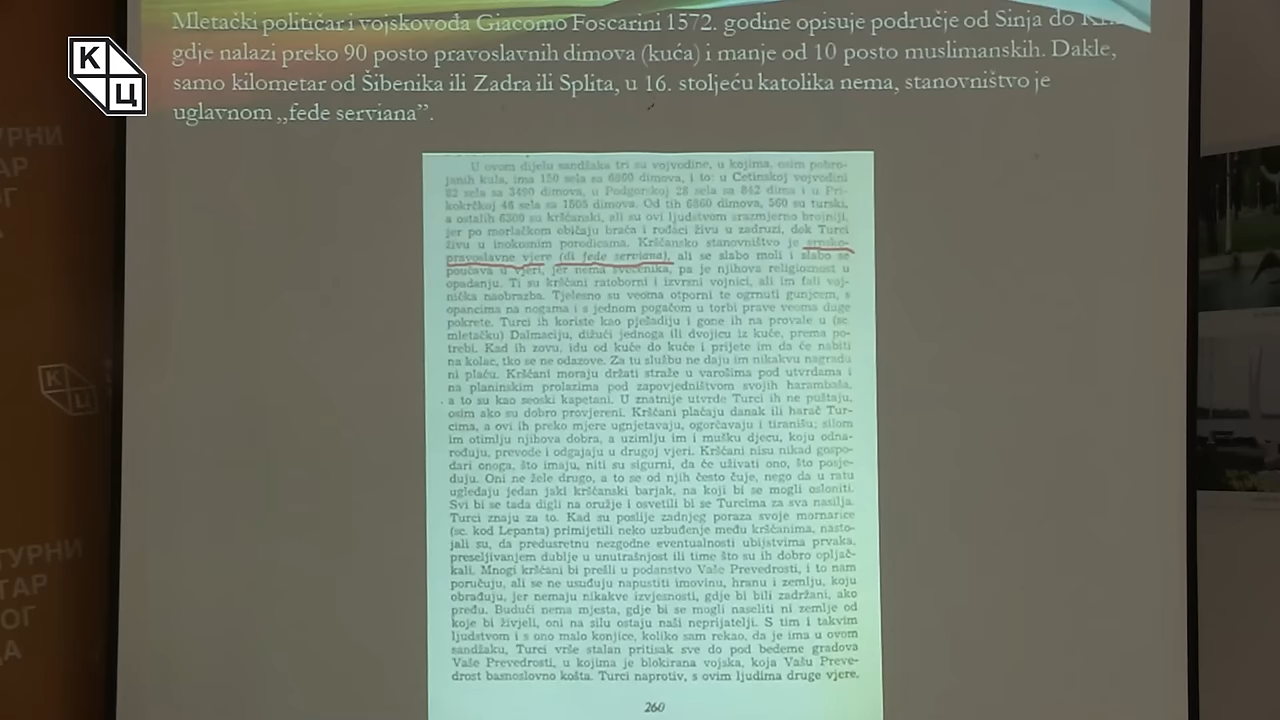 Mletački političar i vojskovođa Giacomo Foscarini 1572. godine opisuje područje od Sinja do
gdje nalazi preko 90 posto pravoslavnih dimova (kuća) i manje od 10 posto muslimanskih. Dakle,
samo kilometar od Šibenika ili Zadra ili Splita, u 16. stoljeću katolika nema, stanovništvo je
uglavnom „fede serviana”.
К
Ц
U ovom dijelu sandžaka tri su vojvodine, u kojima, osim pobro-
janih kula, ima 150 sela sa 6860 dimova, i to: u Cetinskoj vojvodini
82 sela sa 3490 dimova, u Podgorskoj 28 sela sa 842 dima i u Pri-
kokrčkoj 46 sela sa 1505 dimova. Od tih 6860 dimova, 560 su turski,
a ostalih 6300 su kršćanski, ali su ovi ljudstvom srazmjerno brojniji,
jer po morlačkom običaju braća i rođaci živu u zadruzi, dok Turci
živu u inokosnim porodicama. Kršćansko stanovništvo je srpsko-
pravoslavne vjere (di fede serviana), ali se slabo moli i slabo se
poučava u vjeri, jer nema svećenika, pa je njihova religioznost u
opadanju. Ti su kršćani ratoborni i izvrsni vojnici, ali im fali voj-
nička naobrazba. Tjelesno su veoma otporni te ogrnuti gunjcem, s
opancima na nogama i s jednom pogačom u torbi prave veoma duge
pokrete. Turci ih koriste kao pješadiju i gone ih na provale u (sc.
mletačku) Dalmaciju, dižući jednoga ili dvojicu iz kuće, prema po-
trebi. Kad ih zovu, idu od kuće do kuće i prijete im da će nabiti
na kolac, tko se ne odazove. Za tu službu ne daju im nikakvu nagradu
ni plaću. Kršćani moraju držati straže u varošima pod utvrdama i
na planinskim prolazima pod zapovjedništvom svojih harambaša,
a to su kao seoski kapetani. U znatnije utvrde Turci ih ne puštaju,
osim ako su dobro provjereni. Kršćani plaćaju danak ili harač Tur-
cima, a ovi ih preko mjere ugnjetavaju, ogorčavaju i tiranišu; silom
im otimlju njihova dobra, a uzimlju im i mušku djecu, koju odna-
rođuju, prevode i odgajaju u drugoj vjeri. Kršćani nisu nikad gospo-
dari onoga, što imaju, niti su sigurni, da će uživati ono, što posje-
duju. Oni ne žele drugo, a to se od njih često čuje, nego da u ratu
ugledaju jedan jaki kršćanski barjak, na koji bi se mogli osloniti.
Svi bi se tada digli na oružje i osvetili bi se Turcima za sva nasilja.
Turci znaju za to. Kad su poslije zadnjeg poraza svoje mornarice
(sc. kod Lepanta) primijetili neko uzbuđenje među kršćanima, nasto-
jali su, da predusretnu nezgodne eventualnosti ubijstvima prvaka,
preseljivanjem dublje u unutrašnjost ili time što su ih dobro opljač-
kali. Mnogi kršćani bi prešli u podanstvo Vaše Prevedrosti, i to nam
poručuju, ali se ne usuđuju napustiti imovinu, hranu i zemlju, koju
obrađuju, jer nemaju nikakve izvjesnosti, gdje bi bili zadržani, ako
pređu. Budući nema mjesta, gdje bi se mogli naseliti ni zemlje od
koje bi živjeli, oni na silu ostaju naši neprijatelji. S tim i takvim
ljudstvom i s ono malo konjice, koliko sam rekao, da je ima u ovom
sandžaku, Turci vrše stalan pritisak sve do pod bedeme gradova
Vaše Prevedrosti, u kojima je blokirana vojska, koja Vašu Preve-
drost basnoslovno košta. Turci naprotiv, s ovim ljudima druge vjere,
260